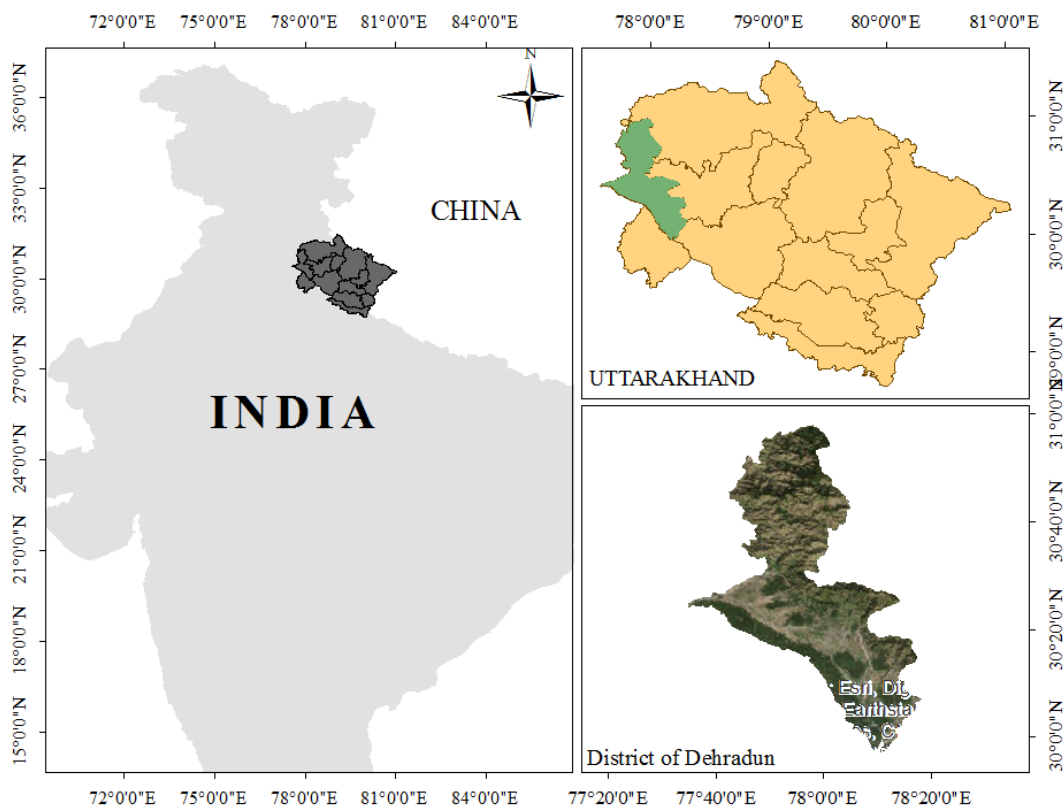 72°0'0"E 75°0'0"E 78°0'0"E 81°0'0"E 84°0'0"E
36°0'0"N
33°0'0"N
30°0'0"N
27°0'0"N
24°0'0"N
21°0'0"N
18°0'0"N
15°0'0"N
N
CHINA
INDIA
72°0'0"E 75°0'0"E 78°0'0"E 81°0'0"E 84°0'0"E
78°0'0"E 79°0'0"E 80°0'0"E 81°0'0"E
31°0'0"N
30°0'0"N
29°0'0"N
UTTARAKHAND
31°0'0"N
30°40'0"N
30°20'0"N
30°0'0"N
Esri, Di
Earthsta
District of Dehradun
77°20'0"E 77°40'0"E 78°0'0"E 78°20'0"E